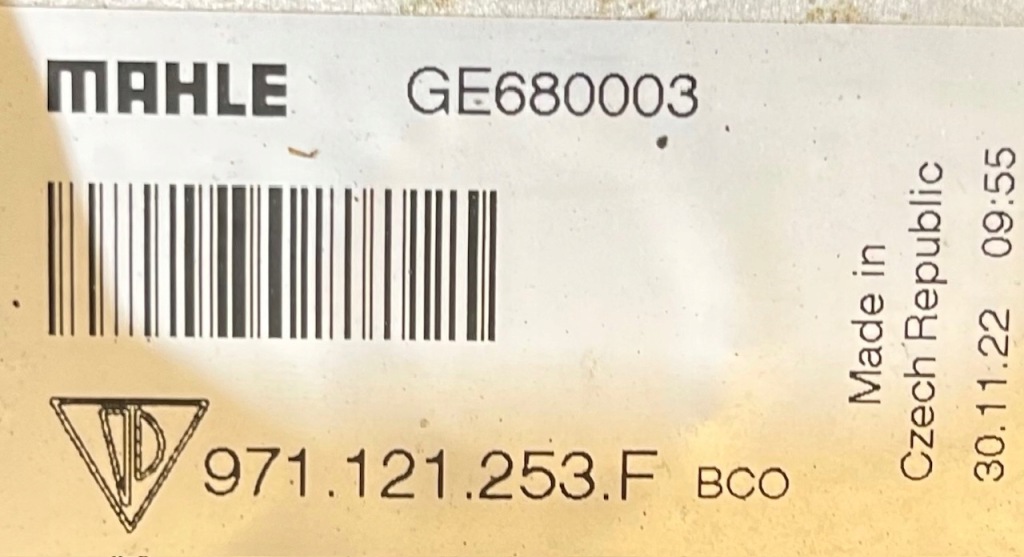 MAHLE GE680003
971.121.253.F BCO
Made in
Czech Republic
30.11.22 09:55